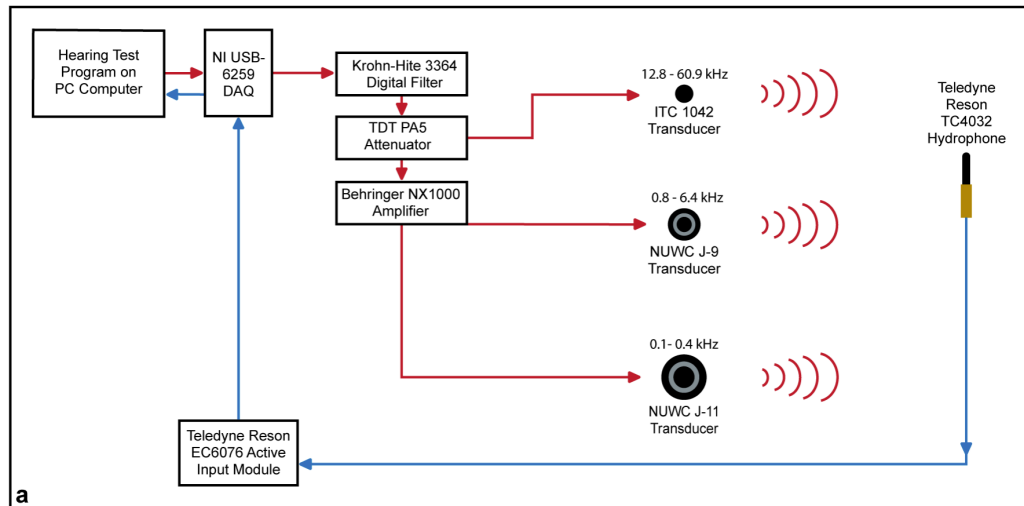 Hearing Test
Program on
PC Computer
NI USB-
6259
DAQ
Krohn-Hite 3364
Digital Filter
TDT PA5
Attenuator
Behringer NX1000
Amplifier
12.8 - 60.9 kHz
ITC 1042
Transducer
0.8 - 6.4 kHz
NUWC J-9
Transducer
0.1- 0.4 kHz
NUWC J-11
Transducer
Teledyne
Reson
TC4032
Hydrophone
Teledyne Reson
EC6076 Active
Input Module
a